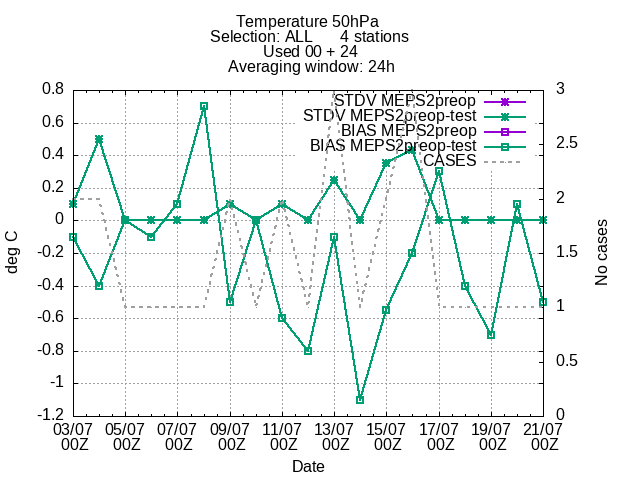 Temperature 50hPa
Selection: ALL 4 stations
Used 00 + 24
Averaging window: 24h
STDV MEPS2preop
STDV MEPS2preop-test
BIAS MEPS2preop
BIAS MEPS2preop-test
CASES
0.8
0.6
0.4
0.2
0
-0.2
-0.4
-0.6
-0.8
-1
-1.2
deg C
3
2.5
2
1.5
1
0.5
0
No cases
03/07 05/07 07/07 09/07 11/07 13/07 15/07 17/07 19/07 21/07
00Z 00Z 00Z 00Z 00Z 00Z 00Z 00Z 00Z 00Z
Date